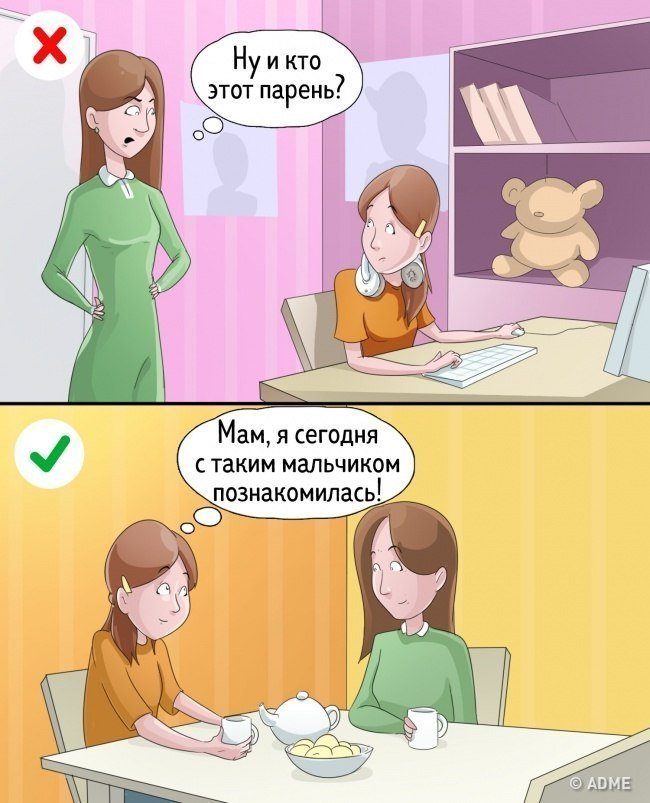 Ну и кто
этот парень?
Мам, я сегодня
с таким мальчиком
познакомилась!
© ADME